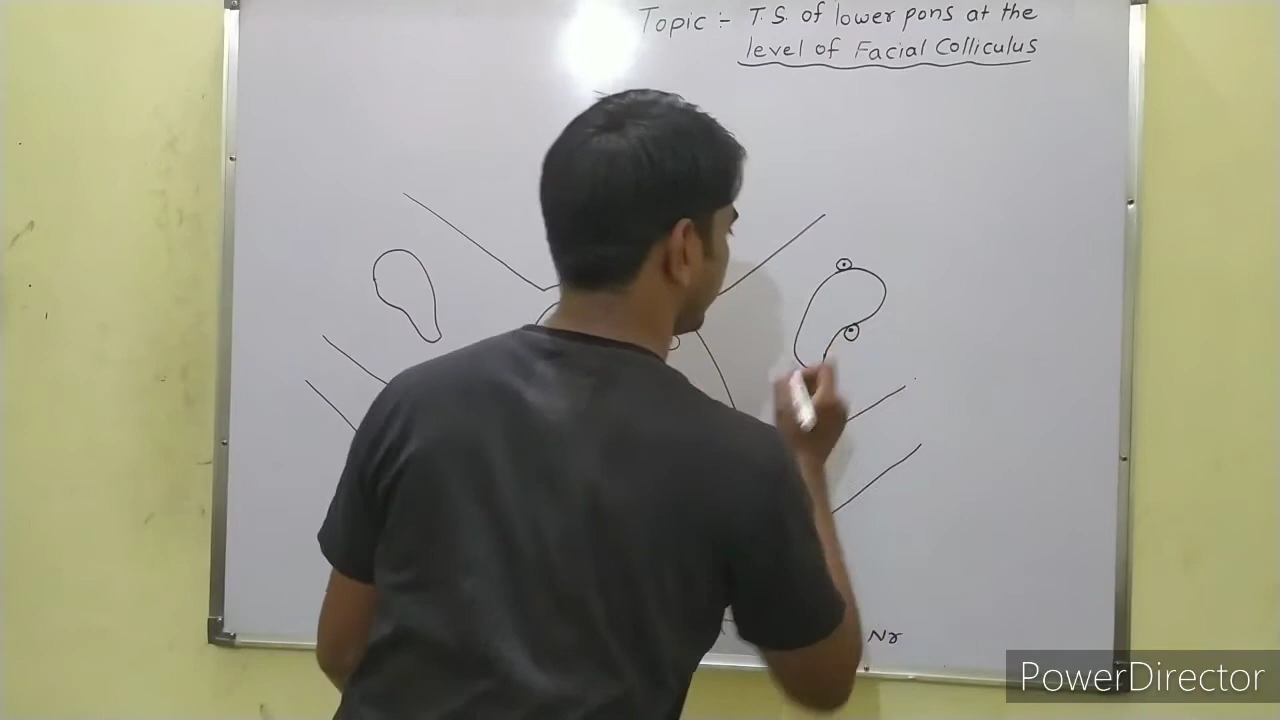 Topic :- T.S. of lower pons at the
level of Facial Colliculus
Nr
PowerDirector